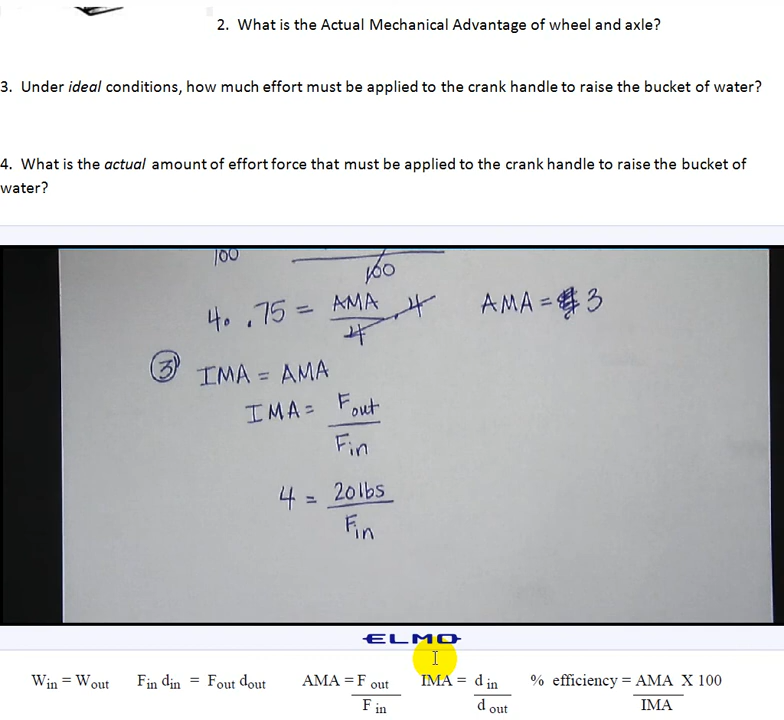 2. What is the Actual Mechanical Advantage of wheel and axle?
3. Under ideal conditions, how much effort must be applied to the crank handle to raise the bucket of water?
4. What is the actual amount of effort force that must be applied to the crank handle to raise the bucket of
water?
100
100
4. .75 = AMA/4 . 4 AMA = 3
3 IMA = AMA
IMA = Fout
Fin
4 = 20lbs
Fin
ELMO
Win = Wout Fin din = Fout dout AMA = F out IMA = d in % efficiency = AMA X 100
F in d out IMA